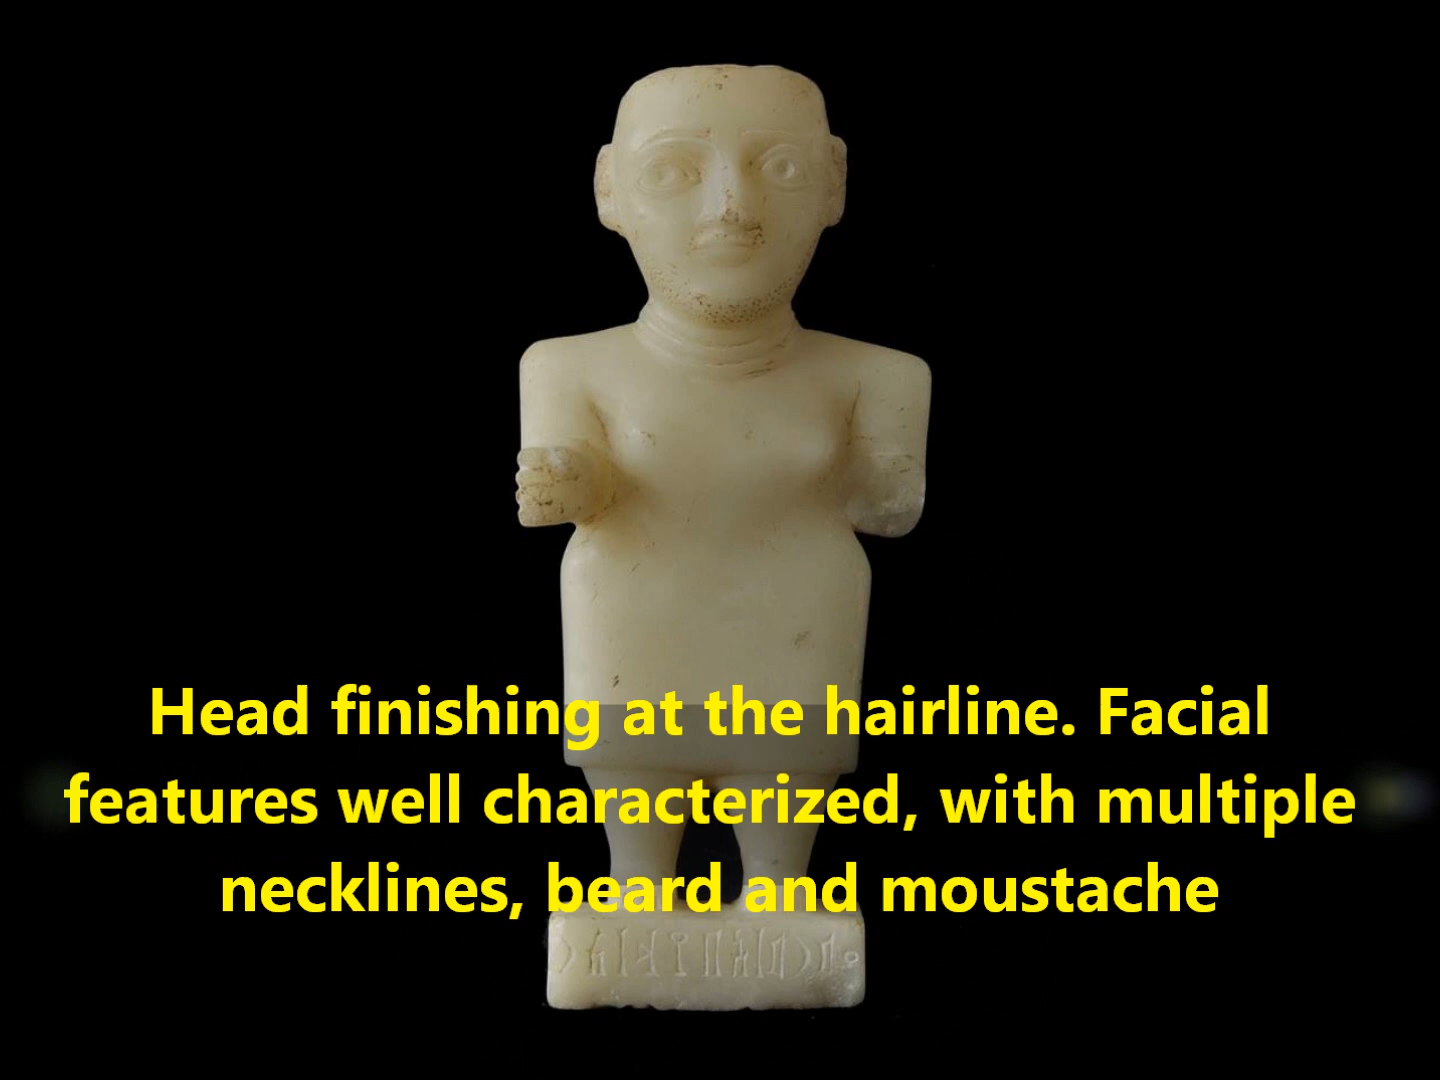 Head finishing at the hairline. Facial
features well characterized, with multiple
necklines, beard and moustache